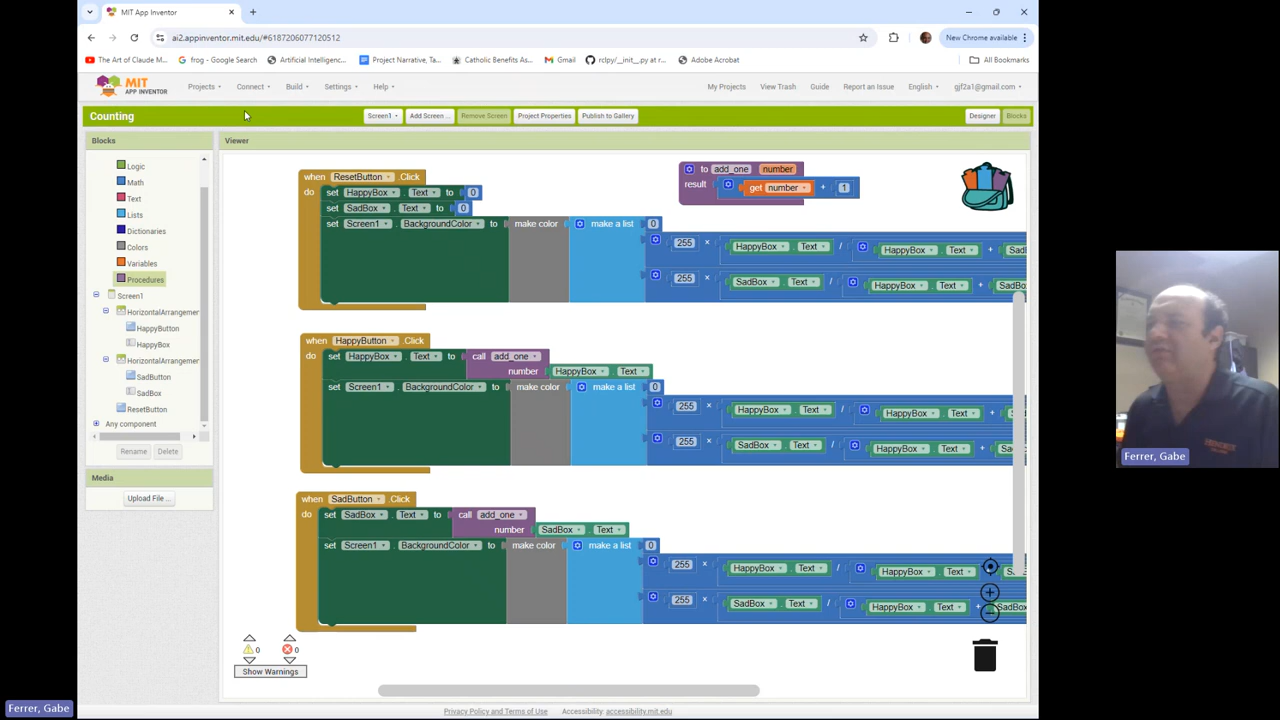 MIT App Inventor
ai2.appinventor.mit.edu/#6187206077120512
New Chrome available
The Art of Claude M...
frog - Google Search
Artificial Intelligenc...
Project Narrative, Ta...
Catholic Benefits As...
Gmail
rclpy/__init__.py at r...
Adobe Acrobat
All Bookmarks
MIT
APP INVENTOR
Projects
Connect
Build
Settings
Help
My Projects
View Trash
Guide
Report an Issue
English
gjf2a1@gmail.com
Counting
Screen1
Add Screen ...
Remove Screen
Project Properties
Publish to Gallery
Designer
Blocks
Blocks
Viewer
Logic
Math
Text
Lists
Dictionaries
Colors
Variables
Procedures
Screen1
HorizontalArrangemer
HappyButton
HappyBox
HorizontalArrangemer
SadButton
SadBox
ResetButton
Any component
Rename
Delete
Media
Upload File ...
when ResetButton .Click
do set HappyBox . Text to 0
set SadBox . Text to 0
set Screen1 . BackgroundColor to make color make a list 0
255 × HappyBox . Text / HappyBox . Text + Sad
255 × SadBox . Text / HappyBox . Text + SadBo
to add_one number
result get number + 1
when HappyButton .Click
do set HappyBox . Text to call add_one
number HappyBox . Text
set Screen1 . BackgroundColor to make color make a list 0
255 × HappyBox . Text / HappyBox . Text +
255 × SadBox . Text / HappyBox . Text + Sa
when SadButton .Click
do set SadBox . Text to call add_one
number SadBox . Text
set Screen1 . BackgroundColor to make color make a list 0
255 × HappyBox . Text / HappyBox . Text
255 × SadBox . Text / HappyBox . Text + SadBox
0 0
Show Warnings
Privacy Policy and Terms of Use
Accessibility: accessibility.mit.edu
Ferrer, Gabe
Ferrer, Gabe